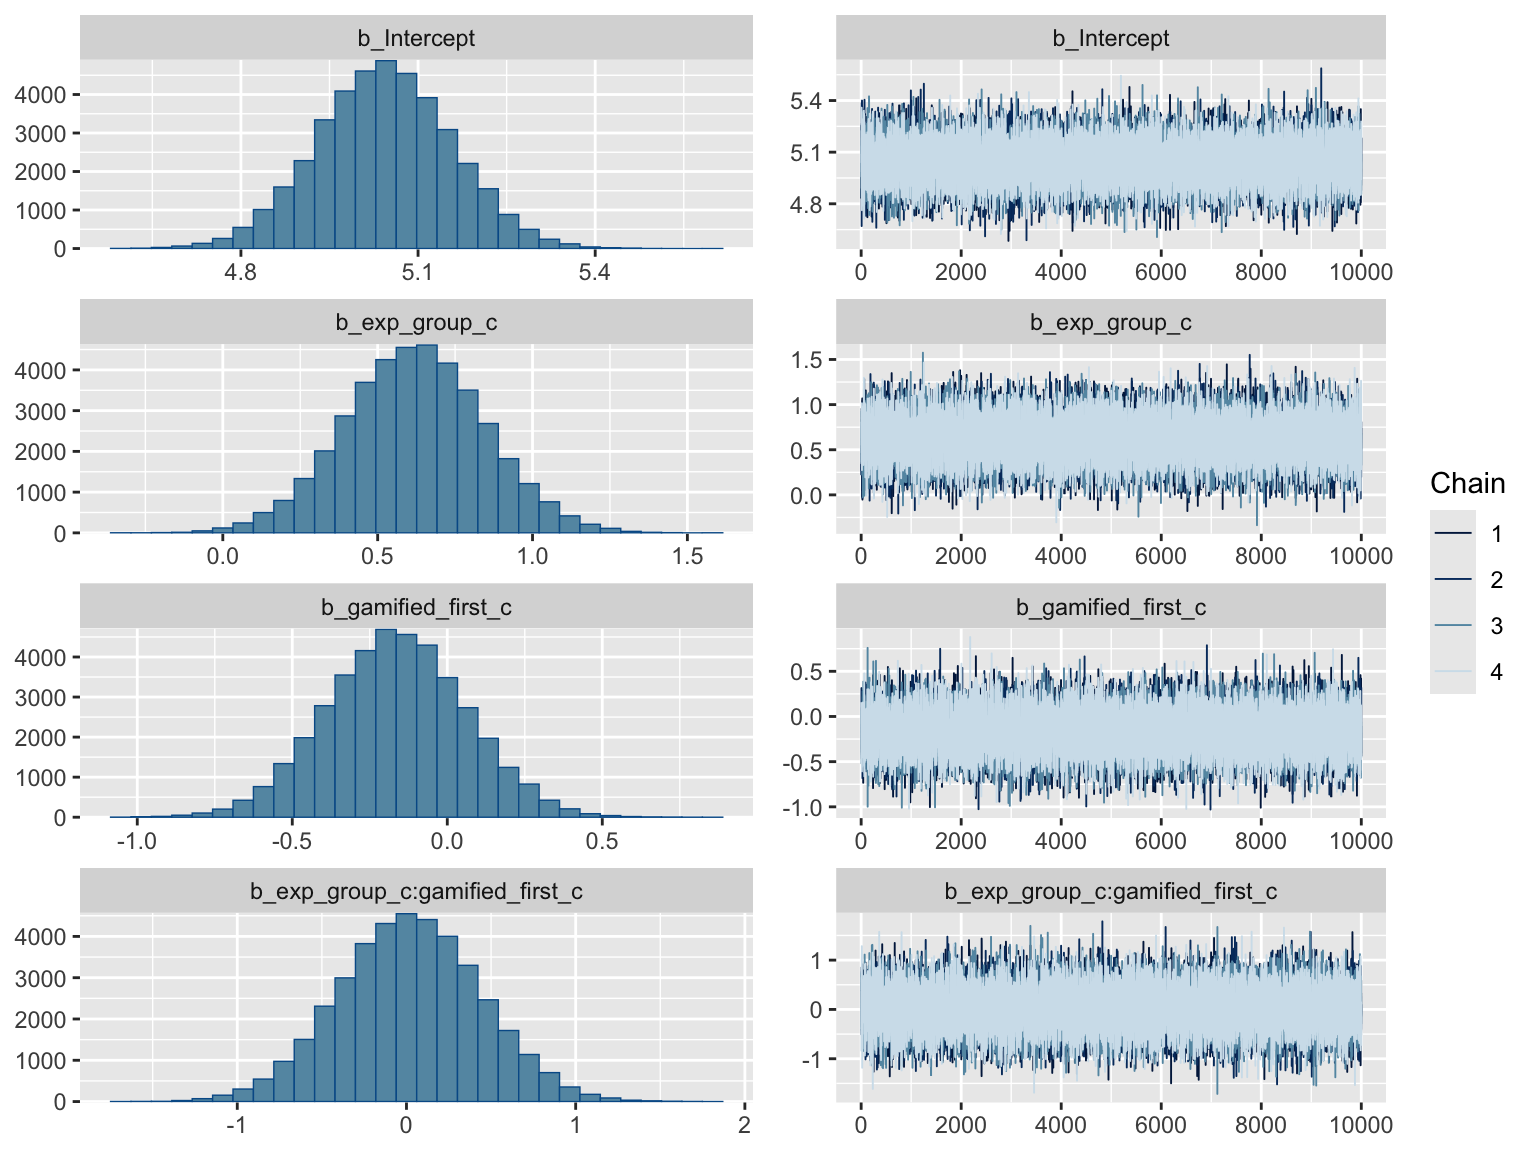 b_Intercept
4000
3000
2000
1000
0
4.8 5.1 5.4
b_Intercept
5.4
5.1
4.8
0 2000 4000 6000 8000 10000
b_exp_group_c
4000
3000
2000
1000
0
0.0 0.5 1.0 1.5
b_exp_group_c
1.5
1.0
0.5
0.0
0 2000 4000 6000 8000 10000
b_gamified_first_c
4000
3000
2000
1000
0
-1.0 -0.5 0.0 0.5
b_gamified_first_c
0.5
0.0
-0.5
-1.0
0 2000 4000 6000 8000 10000
b_exp_group_c:gamified_first_c
4000
3000
2000
1000
0
-1 0 1 2
b_exp_group_c:gamified_first_c
1
0
-1
0 2000 4000 6000 8000 10000
Chain
1
2
3
4